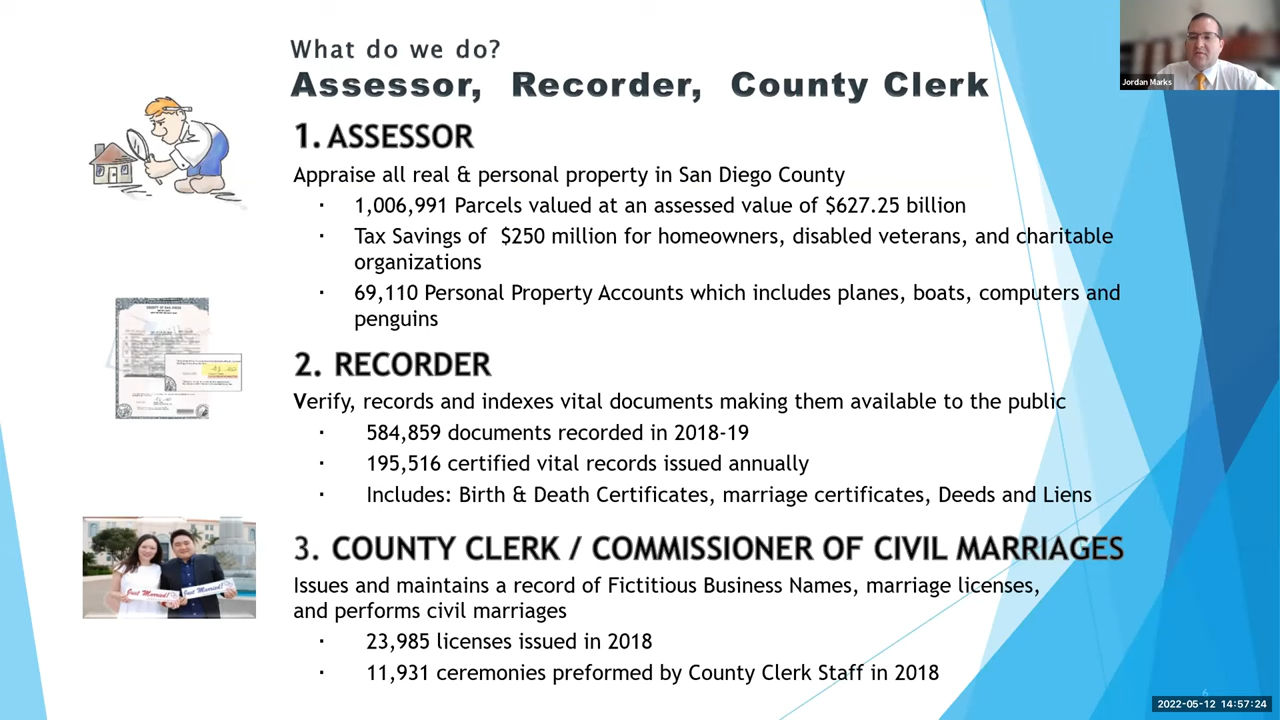 What do we do?
Assessor, Recorder, County Clerk
Jordan Marks
1. ASSESSOR
Appraise all real & personal property in San Diego County
· 1,006,991 Parcels valued at an assessed value of $627.25 billion
· Tax Savings of $250 million for homeowners, disabled veterans, and charitable
organizations
· 69,110 Personal Property Accounts which includes planes, boats, computers and
penguins
2. RECORDER
Verify, records and indexes vital documents making them available to the public
· 584,859 documents recorded in 2018-19
· 195,516 certified vital records issued annually
· Includes: Birth & Death Certificates, marriage certificates, Deeds and Liens
3. COUNTY CLERK / COMMISSIONER OF CIVIL MARRIAGES
Issues and maintains a record of Fictitious Business Names, marriage licenses,
and performs civil marriages
Just Married! Just Married!
· 23,985 licenses issued in 2018
· 11,931 ceremonies preformed by County Clerk Staff in 2018
6
2022-05-12 14:57:24